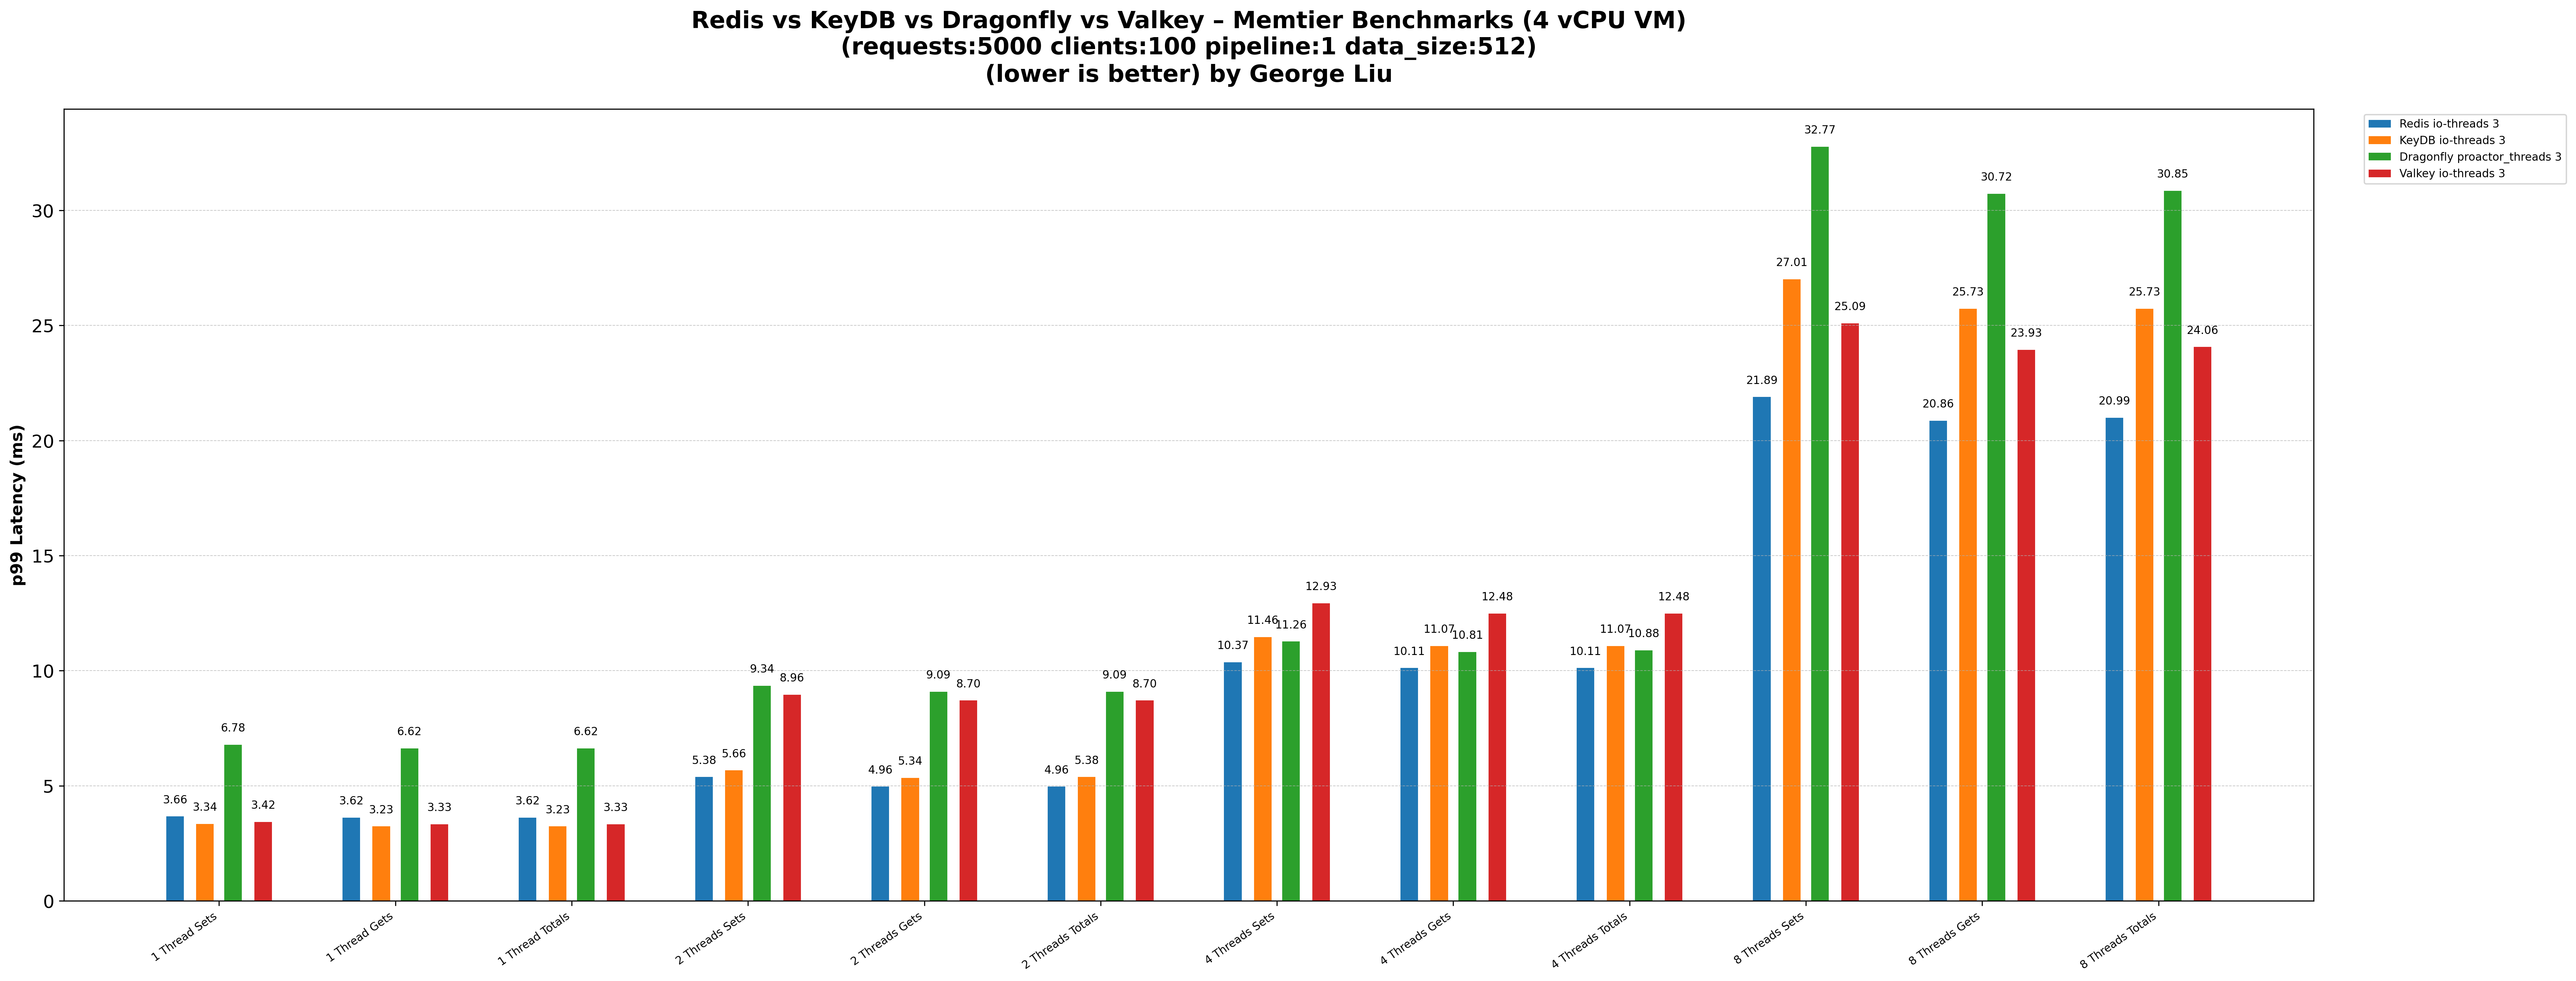 Redis vs KeyDB vs Dragonfly vs Valkey – Memtier Benchmarks (4 vCPU VM)
(requests:5000 clients:100 pipeline:1 data_size:512)
(lower is better) by George Liu
Redis io-threads 3
KeyDB io-threads 3
Dragonfly proactor_threads 3
Valkey io-threads 3
p99 Latency (ms)
30
25
20
15
10
5
0
3.66
3.34
6.78
3.42
3.62
3.23
6.62
3.33
3.62
3.23
6.62
3.33
5.38
5.66
9.34
8.96
4.96
5.34
9.09
8.70
4.96
5.38
9.09
8.70
10.37
11.46
11.26
12.93
10.11
11.07
10.81
12.48
10.11
11.07
10.88
12.48
21.89
27.01
32.77
25.09
20.86
25.73
30.72
23.93
20.99
25.73
30.85
24.06
1 Thread Sets
1 Thread Gets
1 Thread Totals
2 Threads Sets
2 Threads Gets
2 Threads Totals
4 Threads Sets
4 Threads Gets
4 Threads Totals
8 Threads Sets
8 Threads Gets
8 Threads Totals